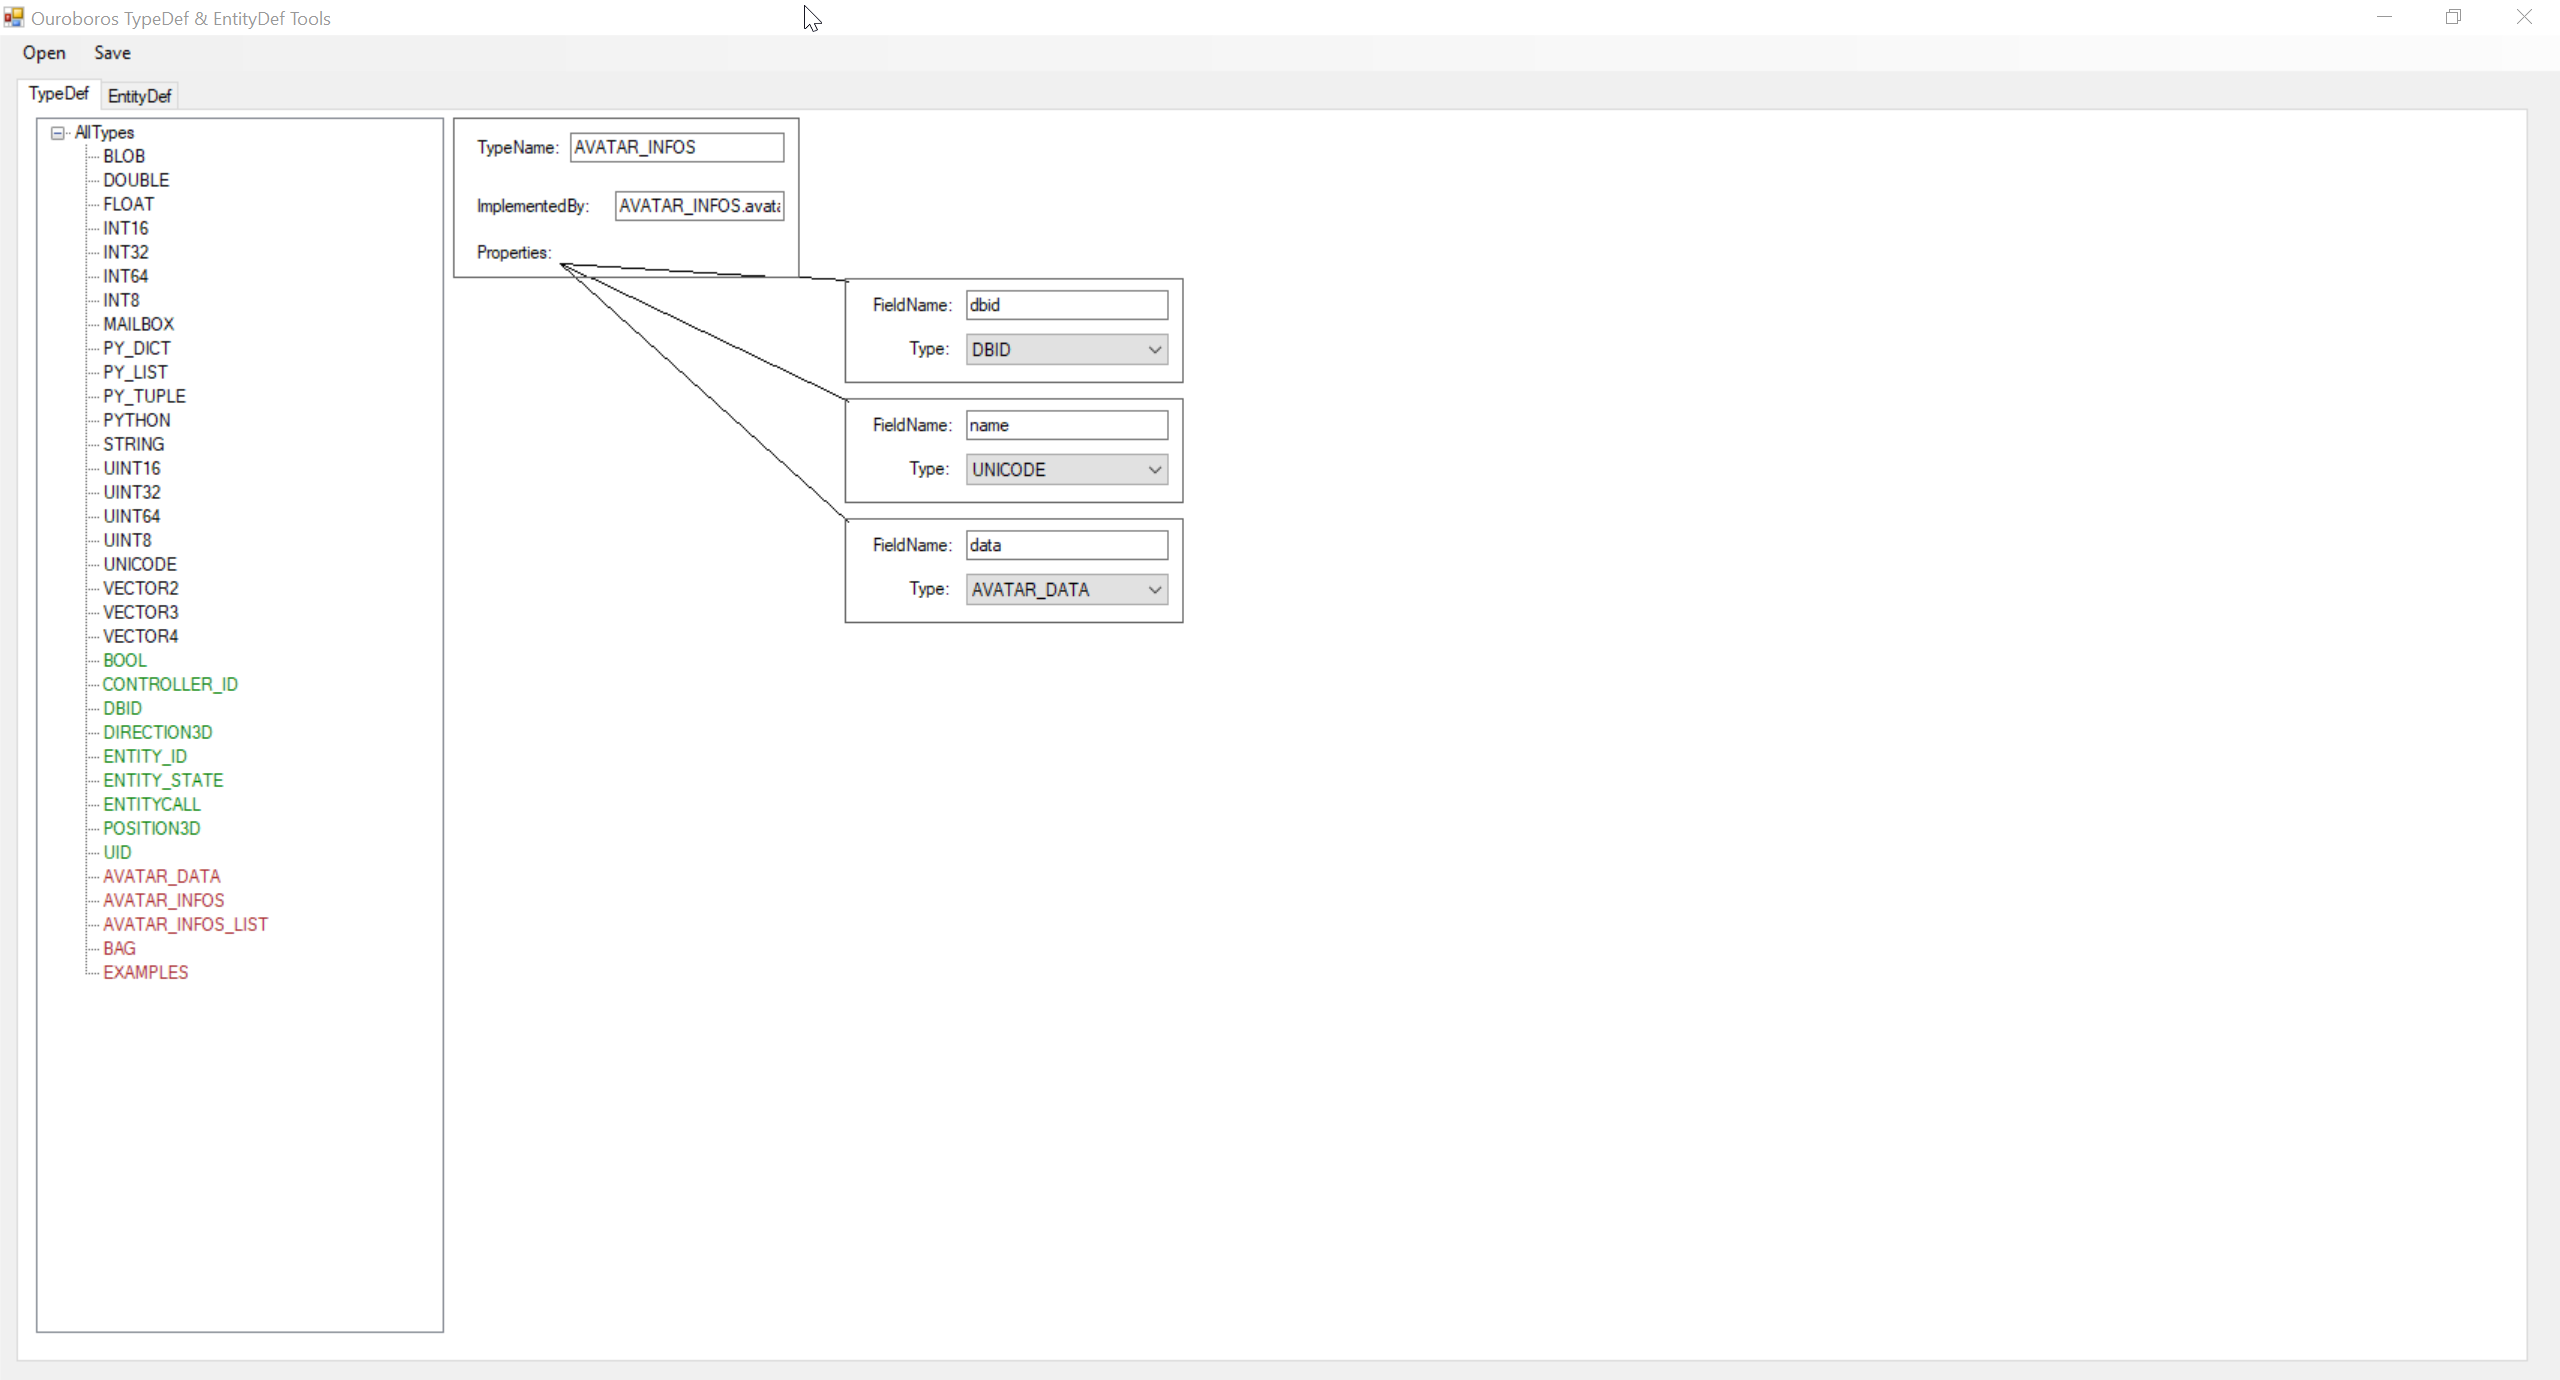 Ouroboros TypeDef & EntityDef Tools
Open Save
TypeDef EntityDef
AllTypes
BLOB
DOUBLE
FLOAT
INT16
INT32
INT64
INT8
MAILBOX
PY_DICT
PY_LIST
PY_TUPLE
PYTHON
STRING
UINT16
UINT32
UINT64
UINT8
UNICODE
VECTOR2
VECTOR3
VECTOR4
BOOL
CONTROLLER_ID
DBID
DIRECTION3D
ENTITY_ID
ENTITY_STATE
ENTITYCALL
POSITION3D
UID
AVATAR_DATA
AVATAR_INFOS
AVATAR_INFOS_LIST
BAG
EXAMPLES
TypeName: AVATAR_INFOS
ImplementedBy: AVATAR_INFOS.avata
Properties:
FieldName: dbid
Type: DBID
FieldName: name
Type: UNICODE
FieldName: data
Type: AVATAR_DATA